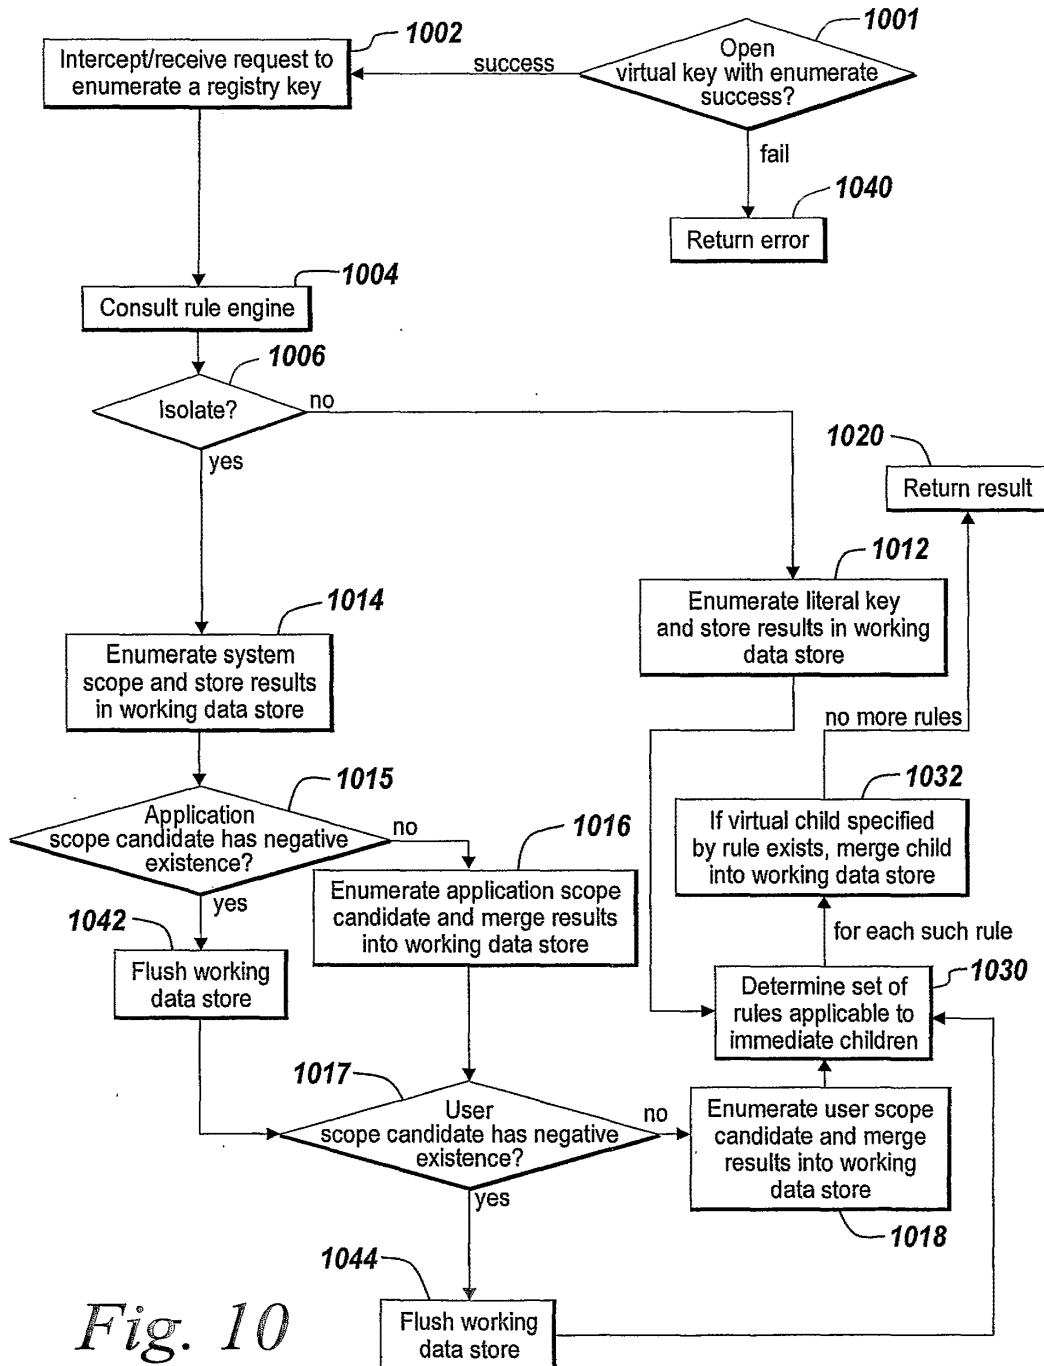 1002
Intercept/receive request to
enumerate a registry key
success
1001
Open
virtual key with enumerate
success?
fail
1040
Return error
1004
Consult rule engine
1006
Isolate?
no
yes
1020
Return result
1012
Enumerate literal key
and store results in working
data store
1014
Enumerate system
scope and store results
in working data store
no more rules
1015
Application
scope candidate has negative
existence?
no
yes
1016
Enumerate application scope
candidate and merge results
into working data store
1032
If virtual child specified
by rule exists, merge child
into working data store
for each such rule
1042
Flush working
data store
1030
Determine set of
rules applicable to
immediate children
1017
User
scope candidate has negative
existence?
no
yes
Enumerate user scope
candidate and merge
results into working
data store
1018
1044
Flush working
data store
Fig. 10